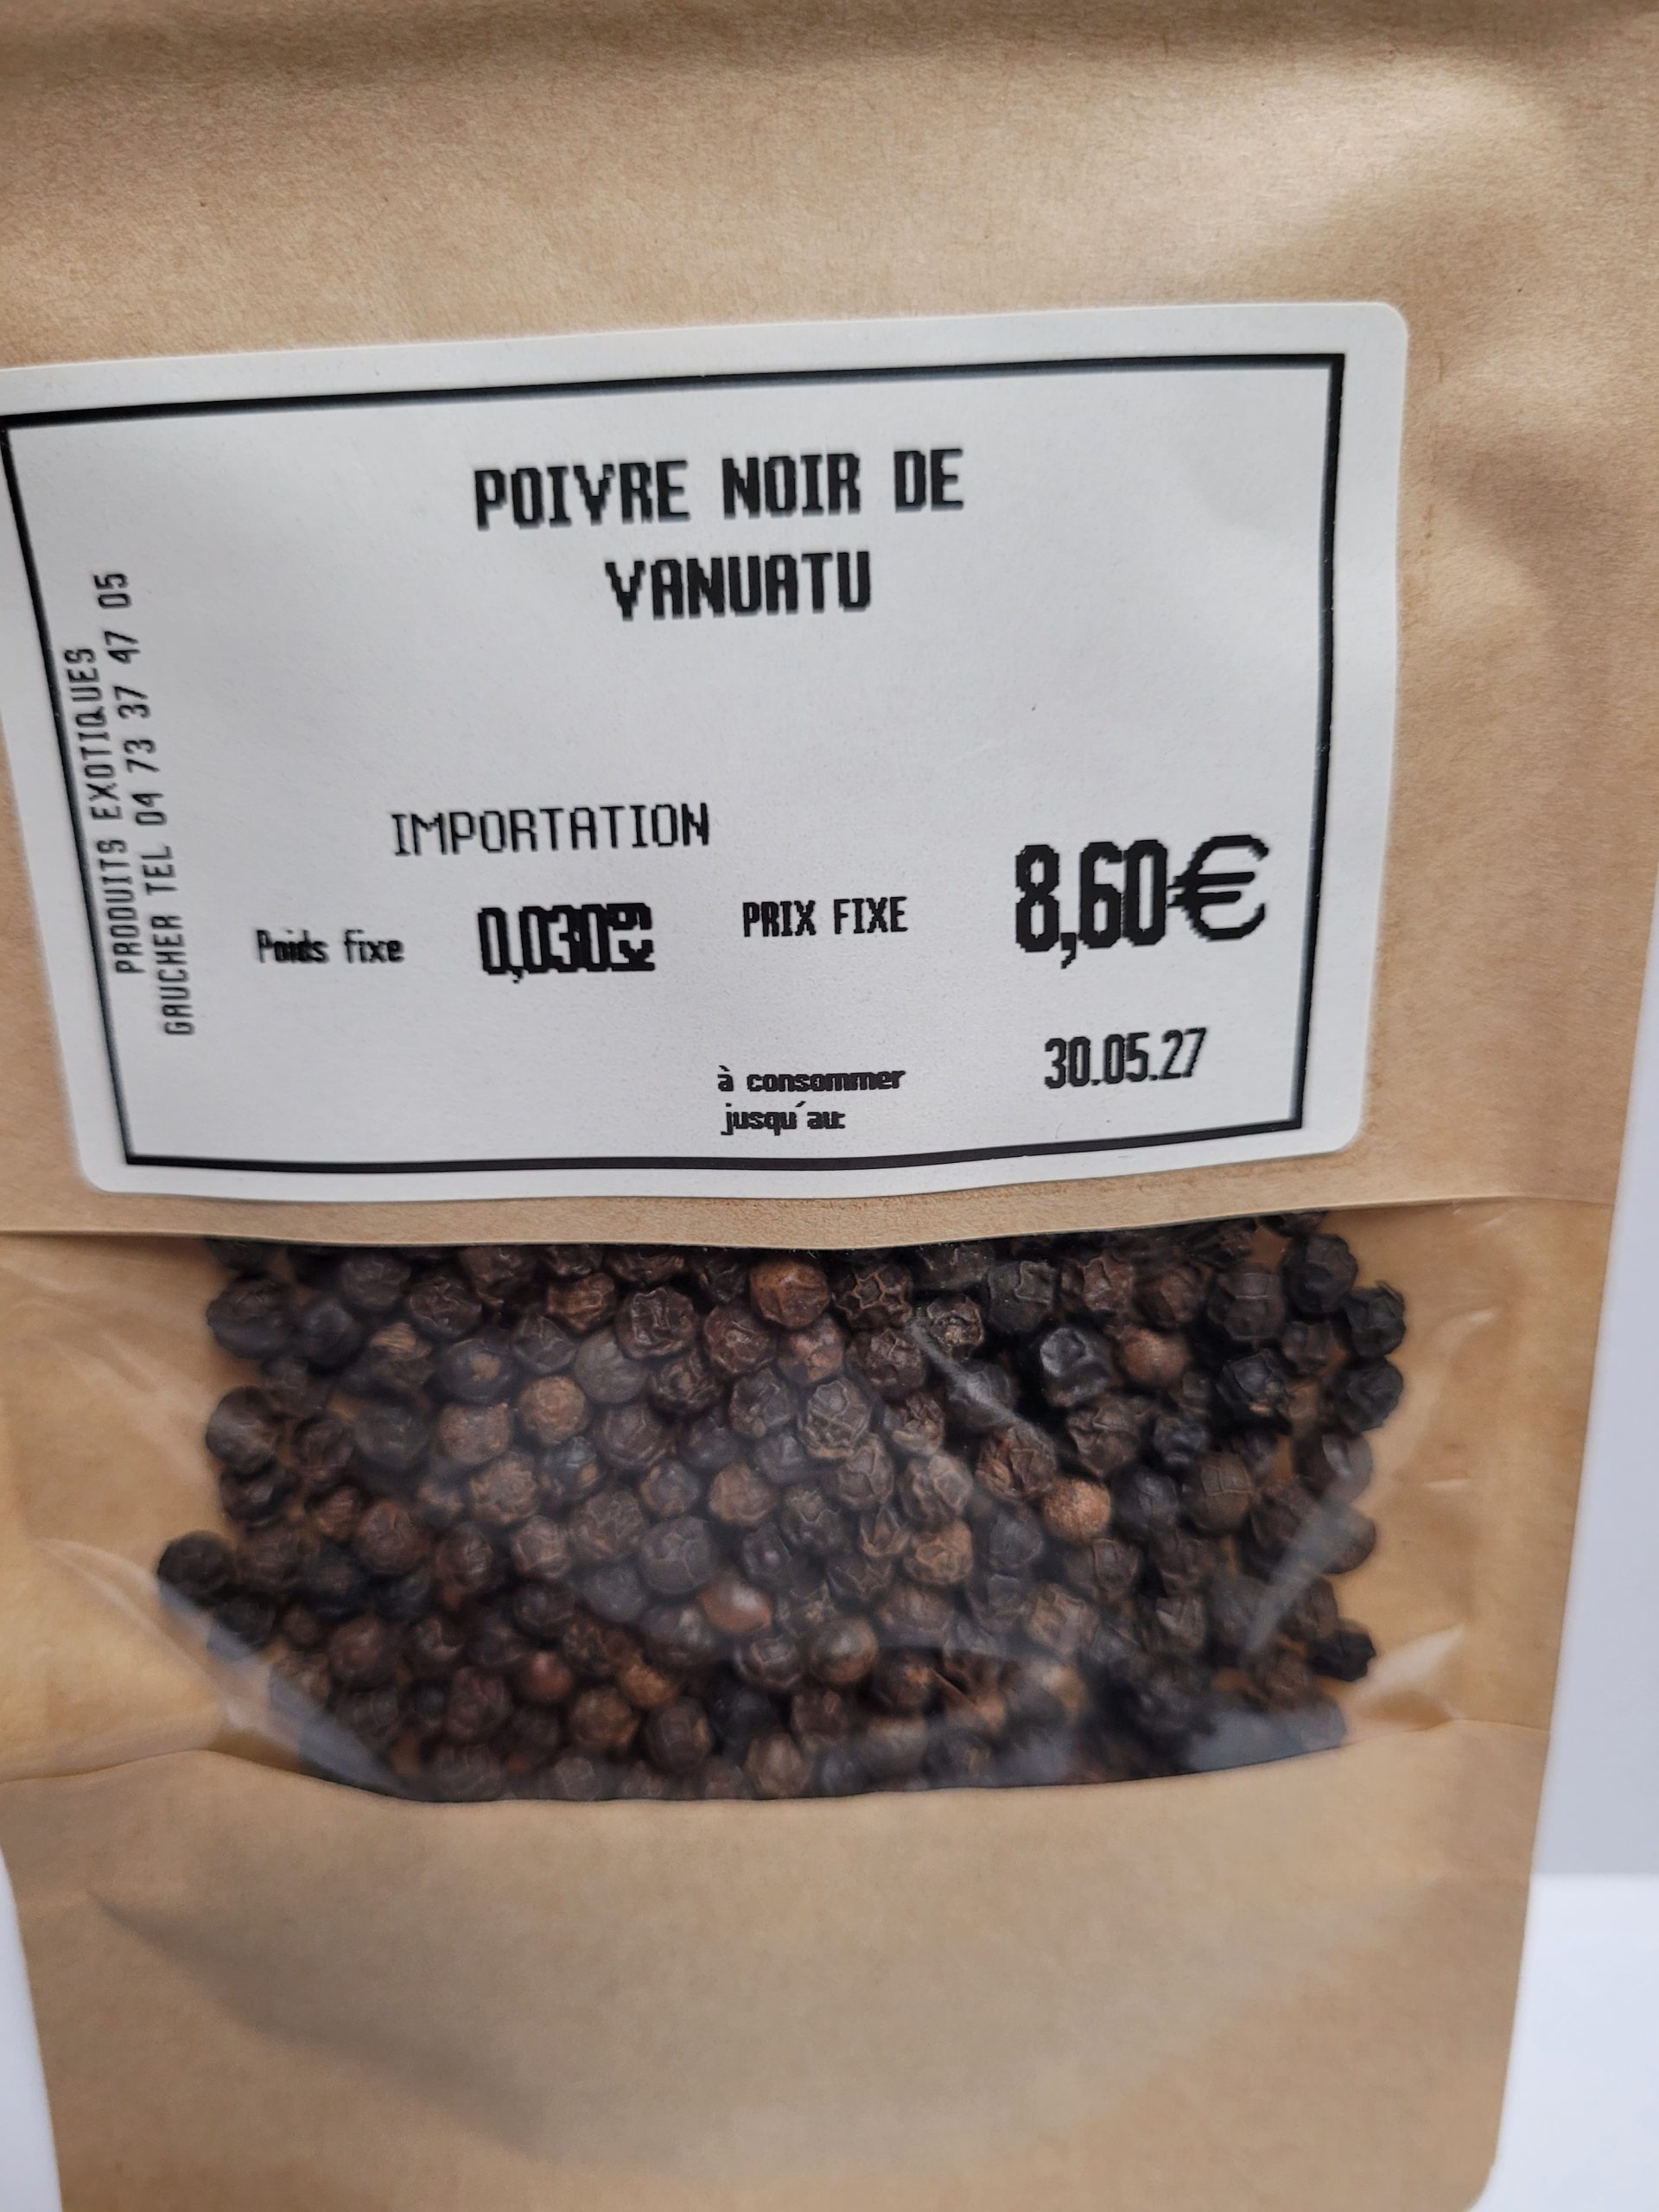 POIVRE NOIR DE
VANUATU
PRODUITS EXOTIQUES
GAUCHER TEL 04 73 37 47 05
IMPORTATION
Poids fixe 0,030kg PRIX FIXE 8,60€
à consommer 30.05.27
jusqu'au: